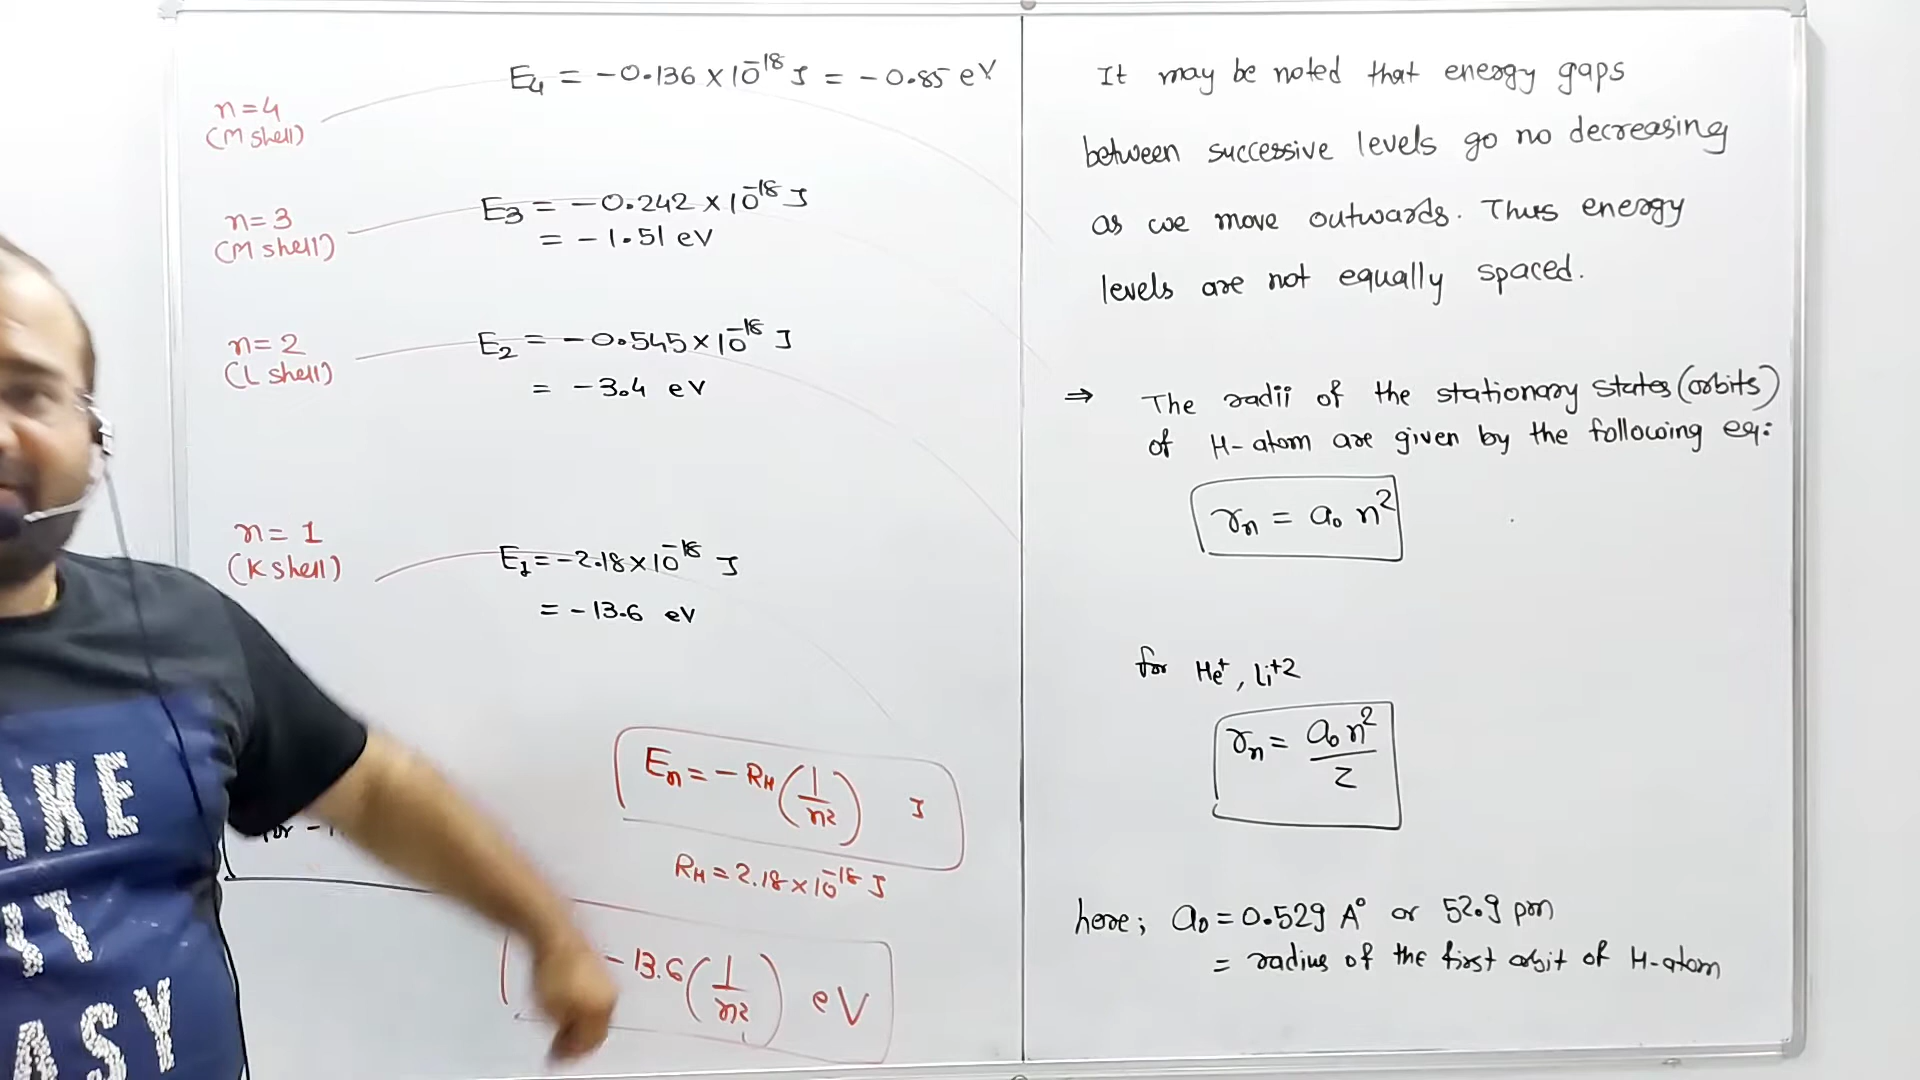 E₄ = -0.136 × 10⁻¹⁸ J = -0.85 eV
n=4
(M shell)
E₃ = -0.242 × 10⁻¹⁸ J
= -1.51 eV
n=3
(M shell)
E₂ = -0.545 × 10⁻¹⁸ J
= -3.4 eV
n=2
(L shell)
n=1
(K shell)
E₁ = -2.18 × 10⁻¹⁸ J
= -13.6 eV
Eₙ = -R_H (1/n²) J
R_H = 2.18 × 10⁻¹⁸ J
-13.6 (1/n²) eV
It may be noted that energy gaps
between successive levels go no decreasing
as we move outwards. Thus energy
levels are not equally spaced.
⇒ The radii of the stationary states (orbits)
of H-atom are given by the following eq:
rₙ = a₀ n²
for He⁺, Li⁺²
rₙ = a₀ n² / Z
here; a₀ = 0.529 A° or 52.9 pm
= radius of the first orbit of H-atom
AKE
IT
ASY